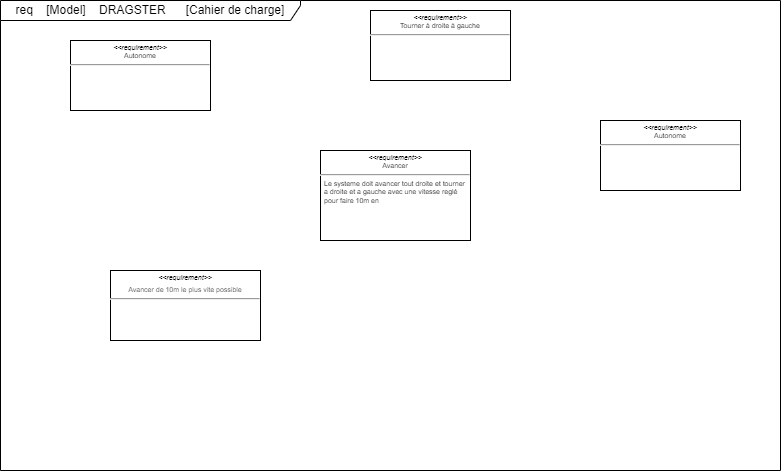 req [Model] DRAGSTER [Cahier de charge]
<<requirement>>
Tourner à droite à gauche
<<requirement>>
Autonome
<<requirement>>
Autonome
<<requirement>>
Avancer
Le systeme doit avancer tout droite et tourner
a droite et a gauche avec une vitesse reglé
pour faire 10m en
<<requirement>>
Avancer de 10m le plus vite possible